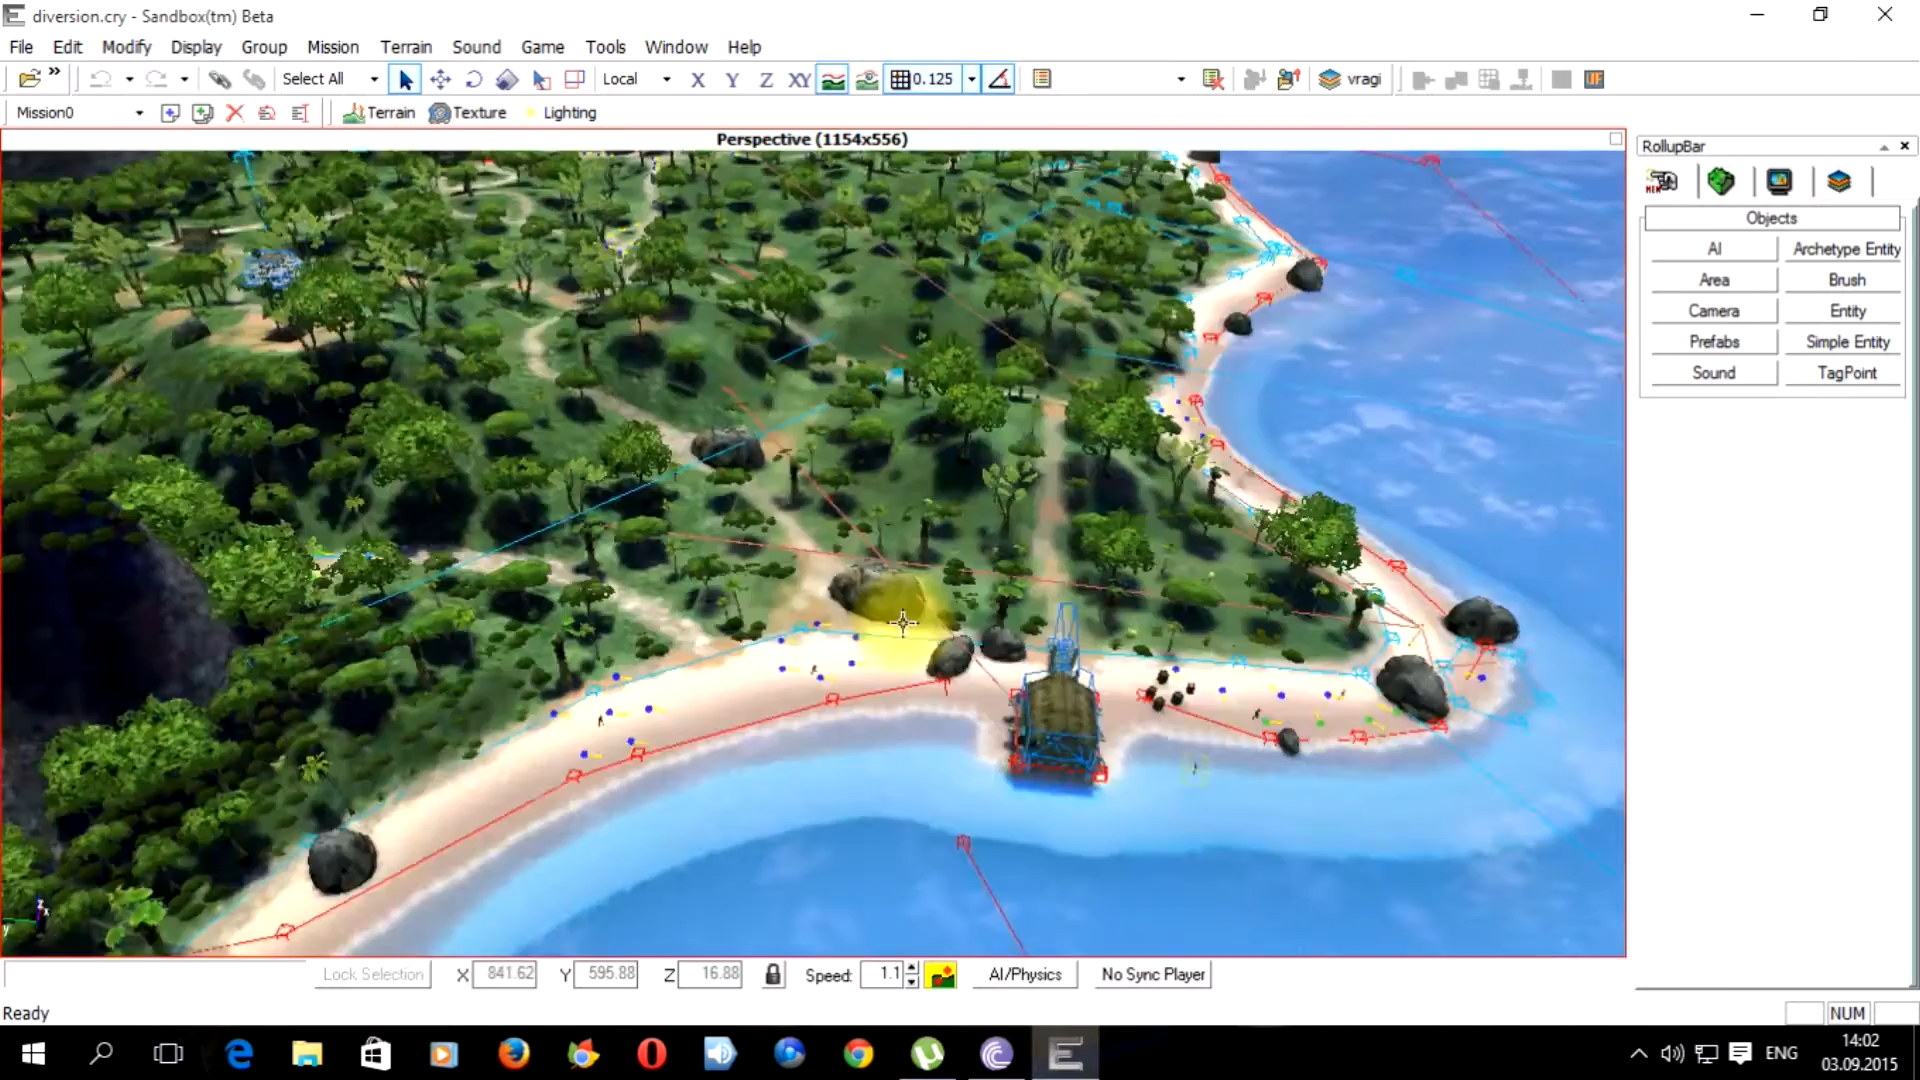 diversion.cry - Sandbox(tm) Beta
File Edit Modify Display Group Mission Terrain Sound Game Tools Window Help
Select All Local X Y Z XY 0.125 vragi
Mission0 Terrain Texture Lighting
Perspective (1154x556)
RollupBar
Objects
AI Archetype Entity
Area Brush
Camera Entity
Prefabs Simple Entity
Sound TagPoint
Lock Selection X 841.62 Y 595.88 Z 16.88 Speed: 1.1 AI/Physics No Sync Player
Ready NUM
ENG 14:02
03.09.2015